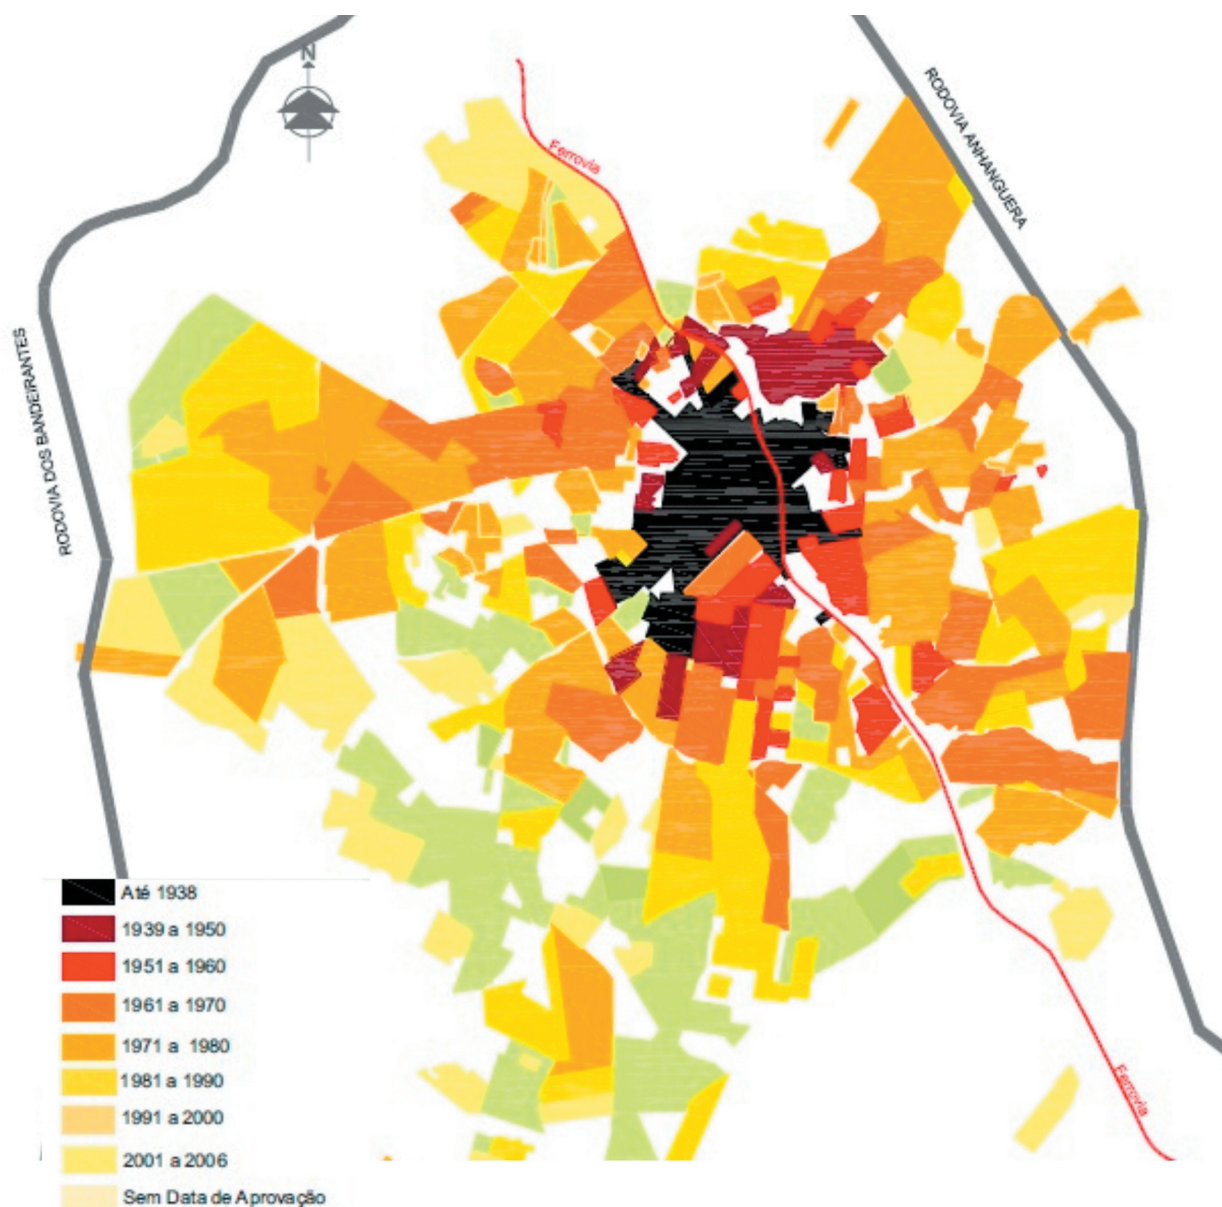 N
RODOVIA ANHANGUERA
Ferrovia
RODOVIA DOS BANDEIRANTES
Até 1938
1939 a 1950
1951 a 1960
1961 a 1970
1971 a 1980
1981 a 1990
1991 a 2000
2001 a 2006
Sem Data de Aprovação
Ferrovia